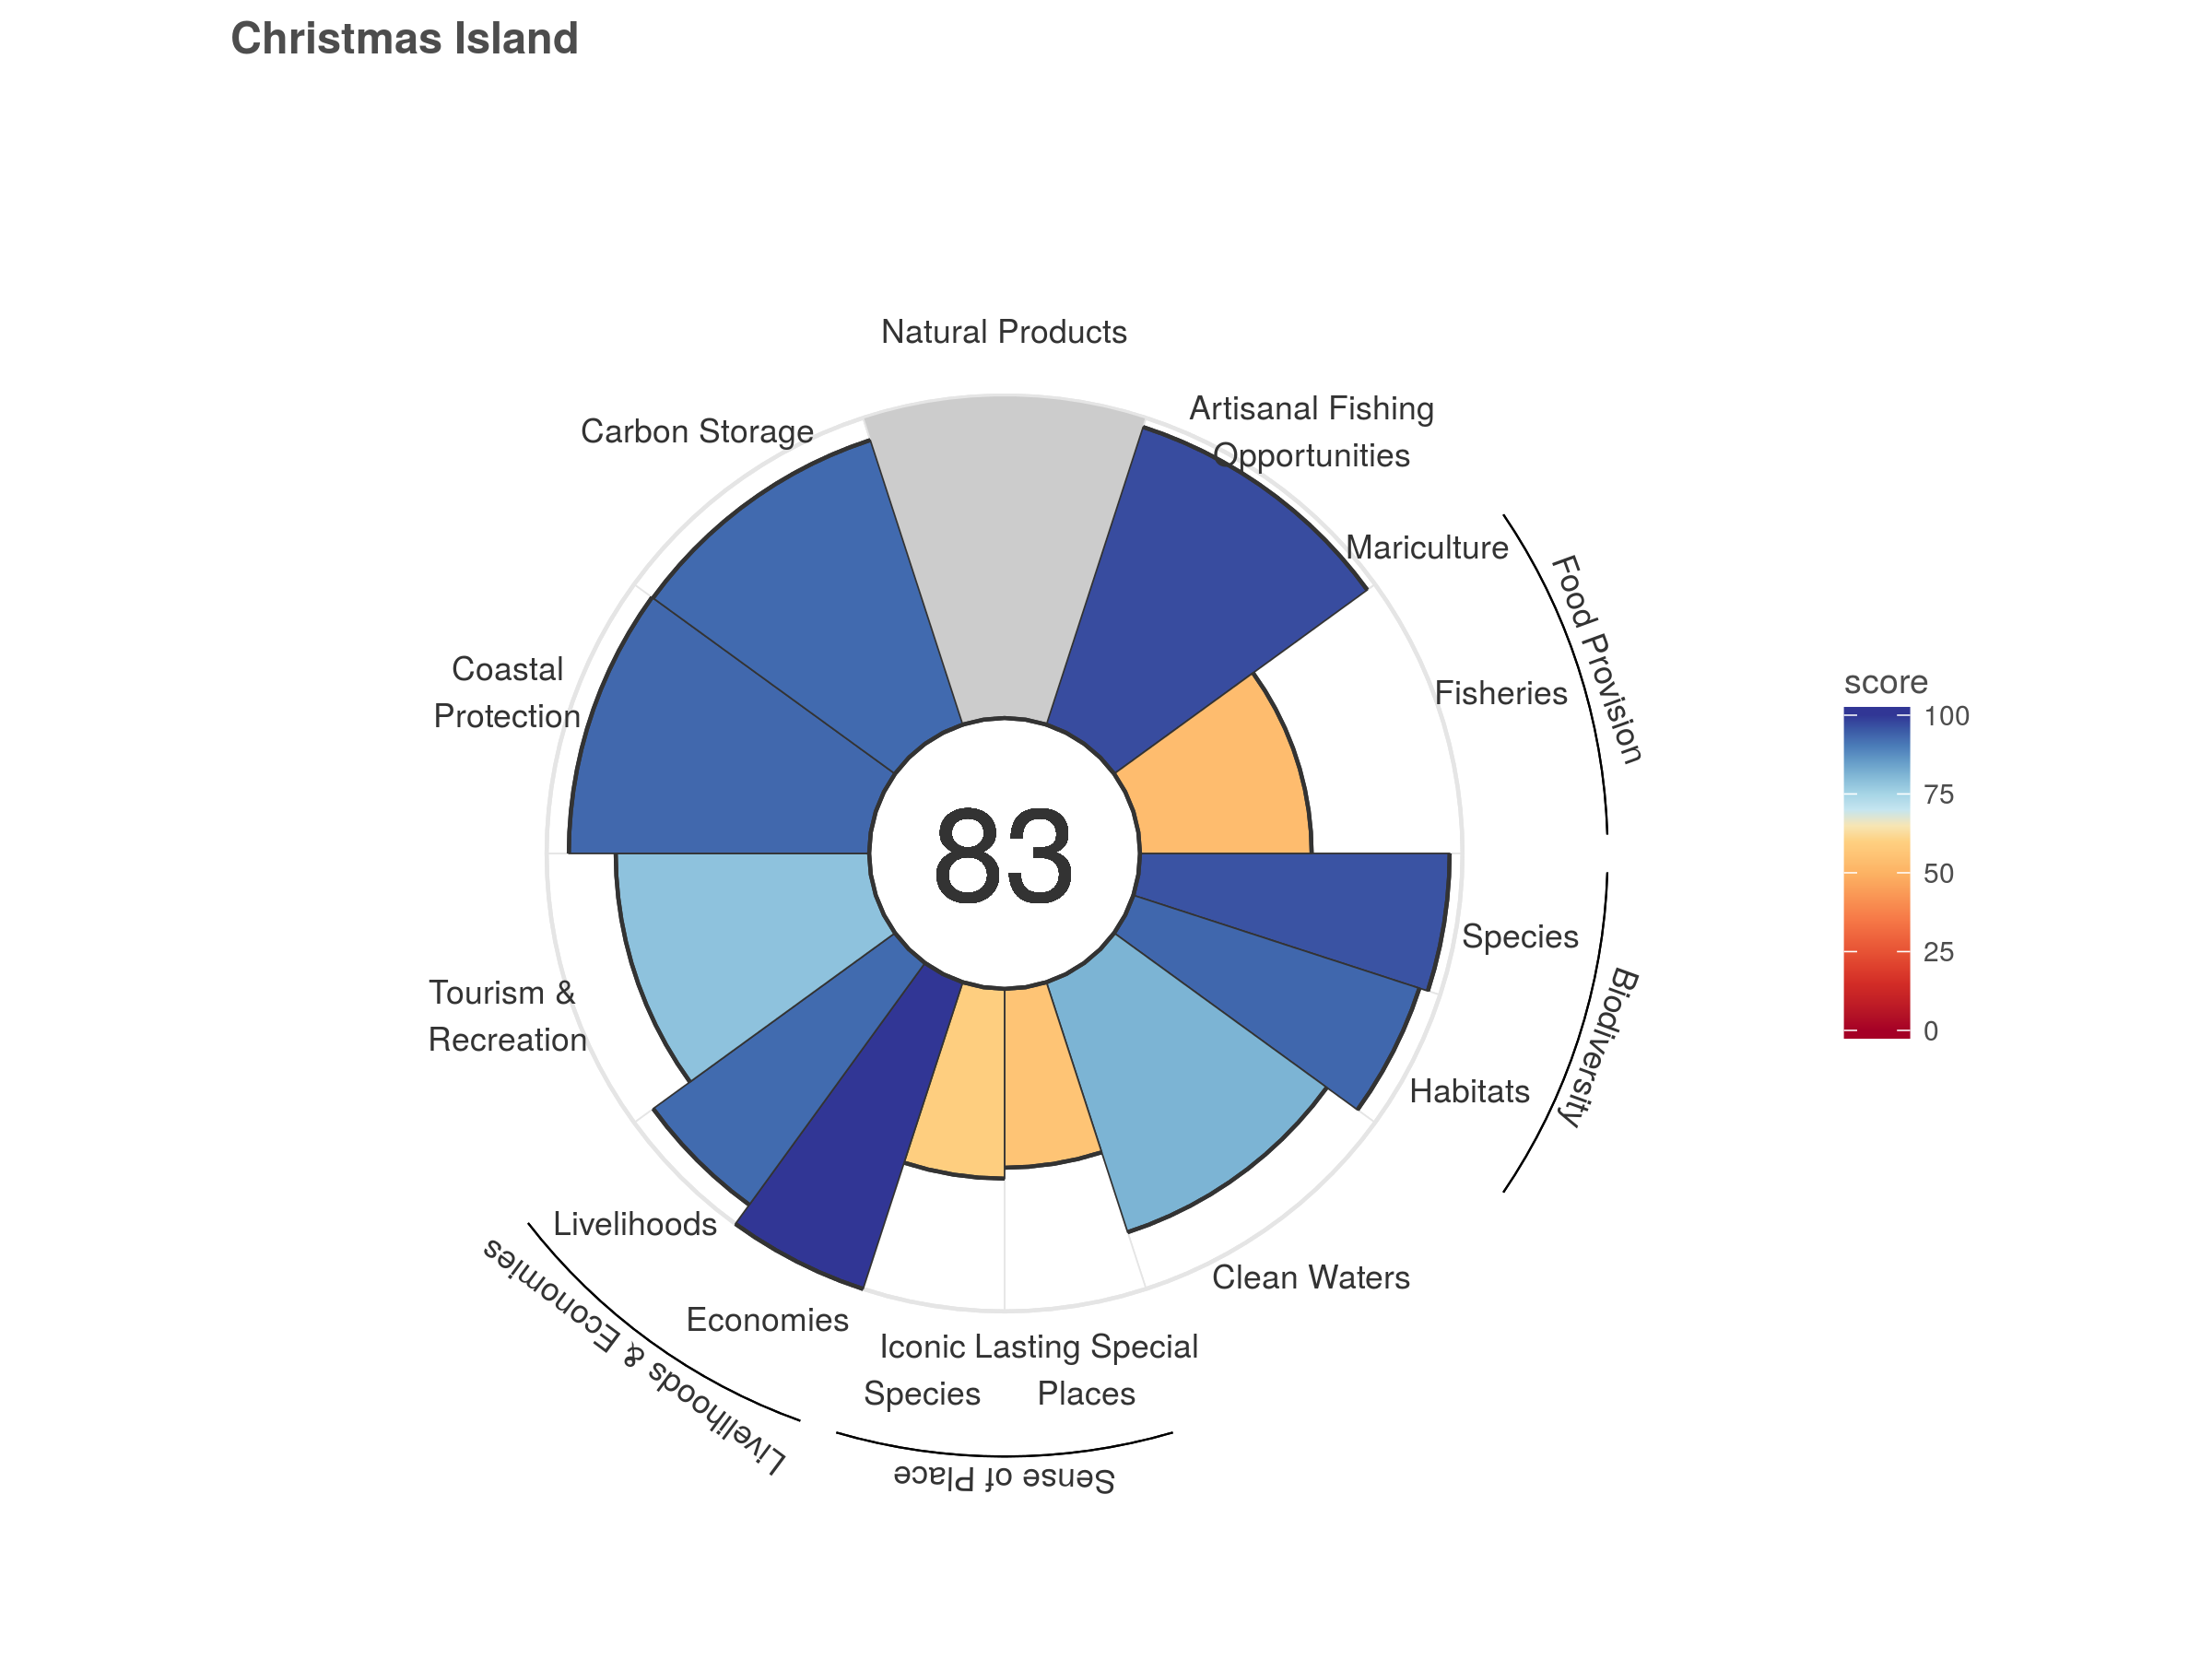 Christmas Island
Natural Products
Artisanal Fishing
Opportunities
Carbon Storage
Mariculture
Food Provision
Fisheries
Coastal
Protection
score
100
75
50
25
0
83
Species
Biodiversity
Habitats
Tourism &
Recreation
Livelihoods
Livelihoods & Economies
Clean Waters
Economies
Iconic
Species
Lasting Special
Places
Sense of Place